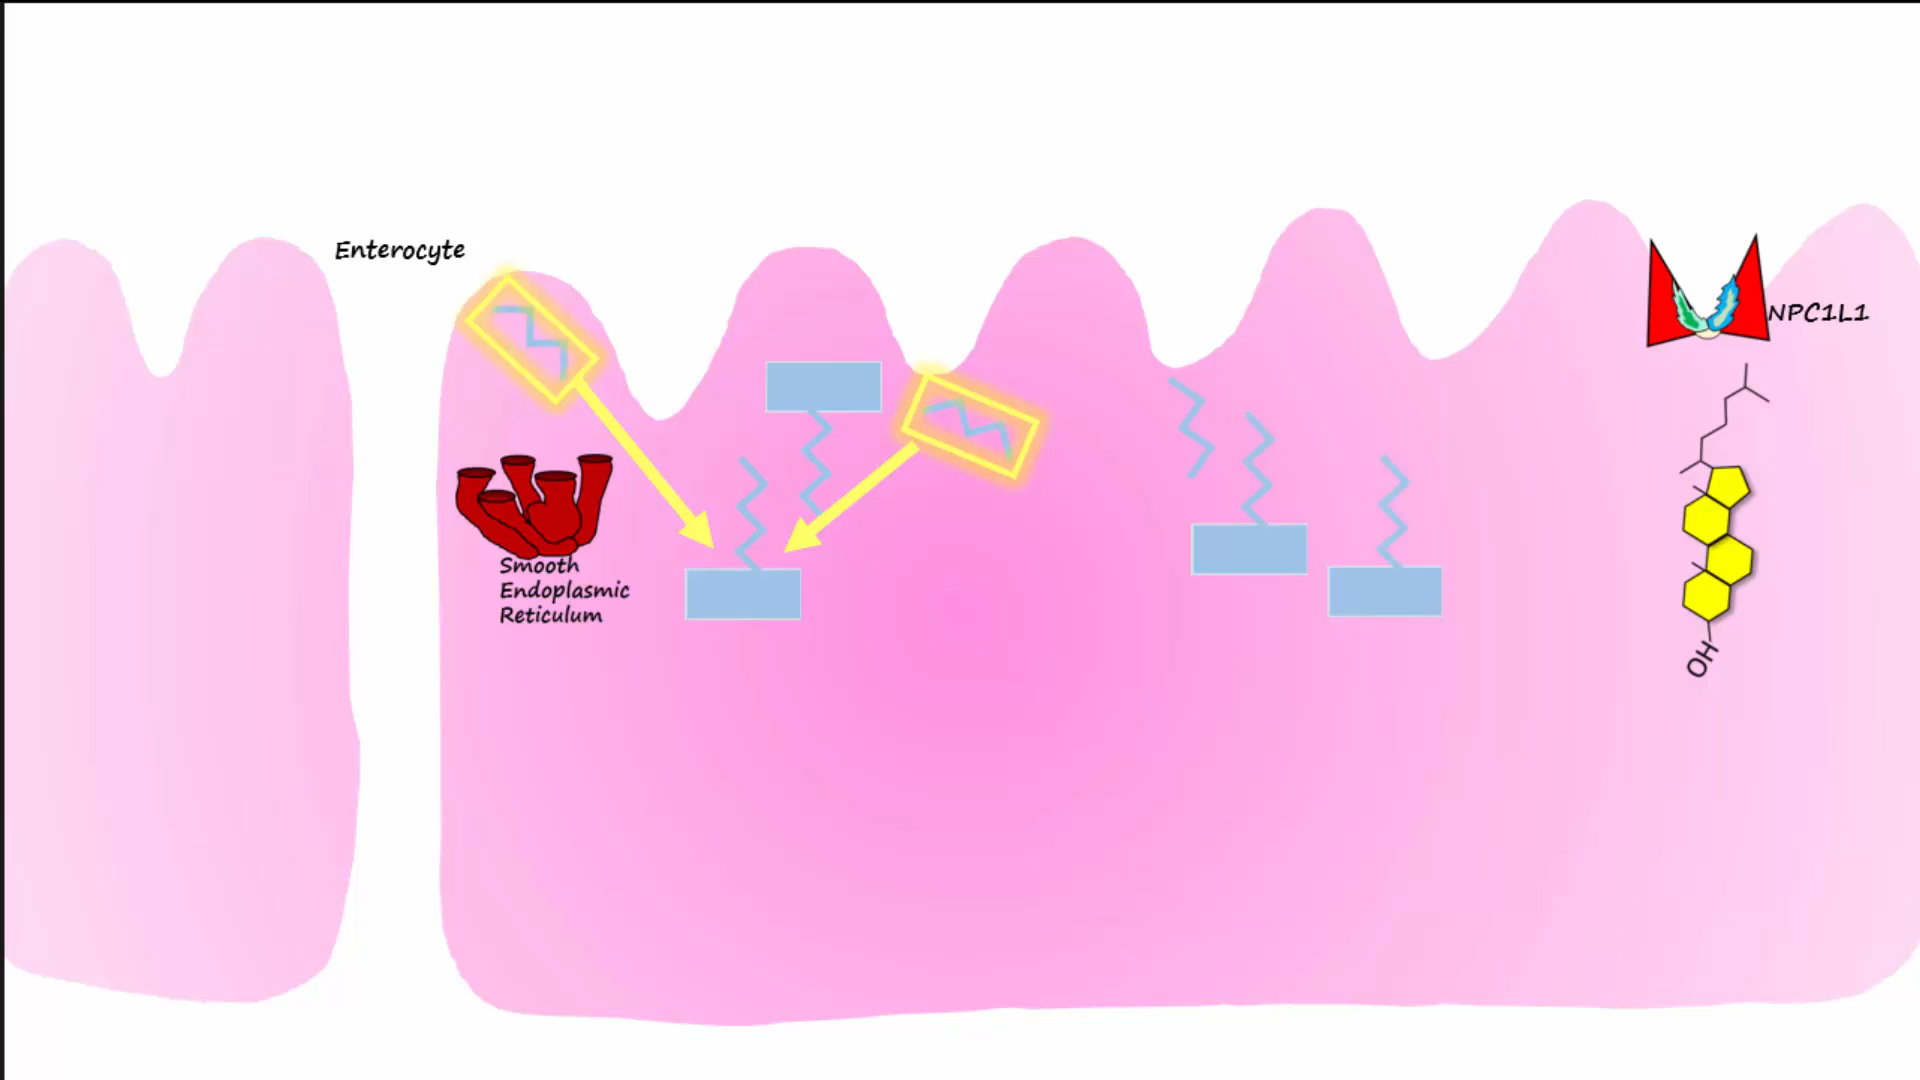 Enterocyte
NPC1L1
Smooth
Endoplasmic
Reticulum
OH